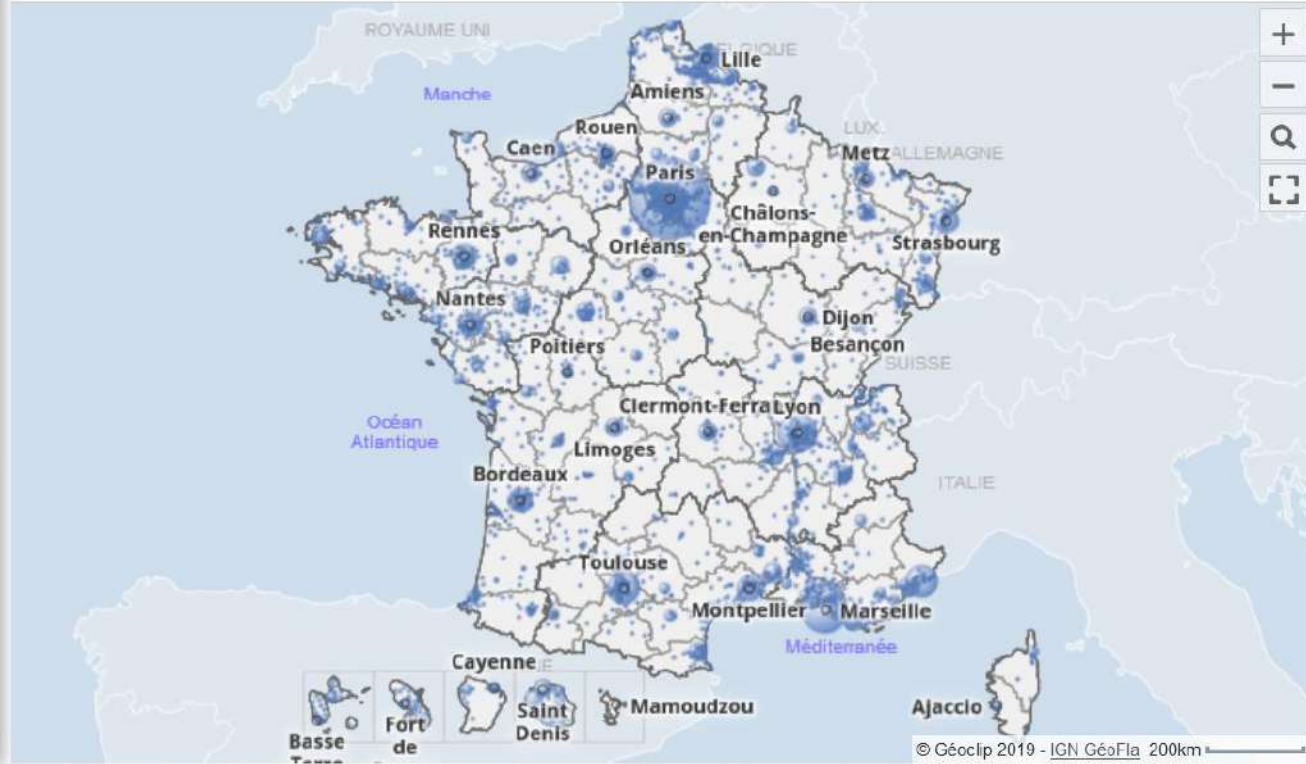 ROYAUME UNI
BELGIQUE
Lille
Manche
Amiens
Rouen
LUX.
Caen
Metz
ALLEMAGNE
Paris
Châlons-
en-Champagne
Rennes
Orléans
Strasbourg
Nantes
Dijon
Poitiers
Besançon
SUISSE
Clermont-Ferra
Lyon
Océan
Atlantique
Limoges
Bordeaux
ITALIE
Toulouse
Montpellier
Marseille
Méditerranée
Cayenne
Mamoudzou
Saint
Denis
Fort
de
Basse
Ajaccio
© Géoclip 2019 - IGN GéoFla 200km